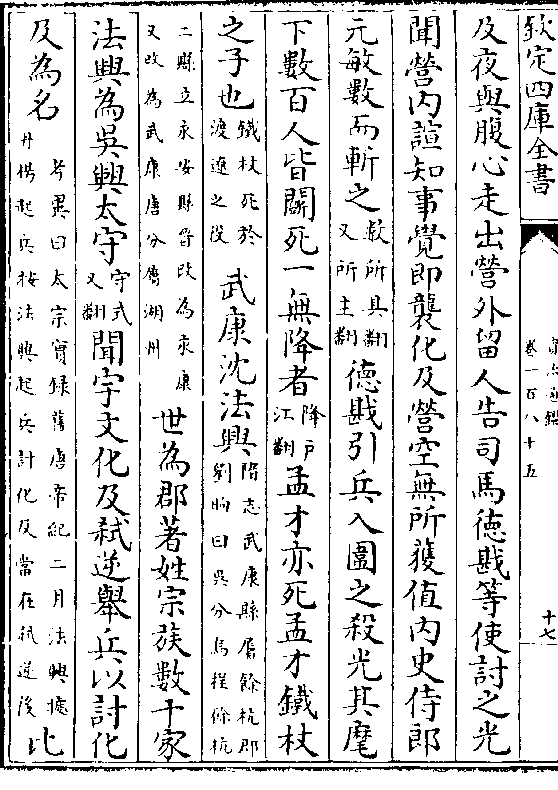 欽定四庫全書
卷一百八十五
十七
及夜與腹心走出營外留人告司馬德戡等使討之光
聞營内諠知事覺即襲化及營空無所獲值内史侍郎
元敏數而斬之數所具翻又所主翻德戡引兵入圍之殺光其麾
下數百人皆鬭死一無降者降戸江翻孟才亦死孟才鐵杖
之子也鐵杖死於渡遼之役 武康沈法興隋志武康縣屬餘杭郡劉昫曰吳分烏程餘杭
二縣立永安縣晉改為永康又改為武康唐分屬湖州世為郡著姓宗族數千家
法興為吳興太守守式又翻聞宇文化及弑逆舉兵以討化
及為名考異曰太宗實録舊唐帝紀二月法興據丹楊起兵按法興起兵討化及當在弑逆後比